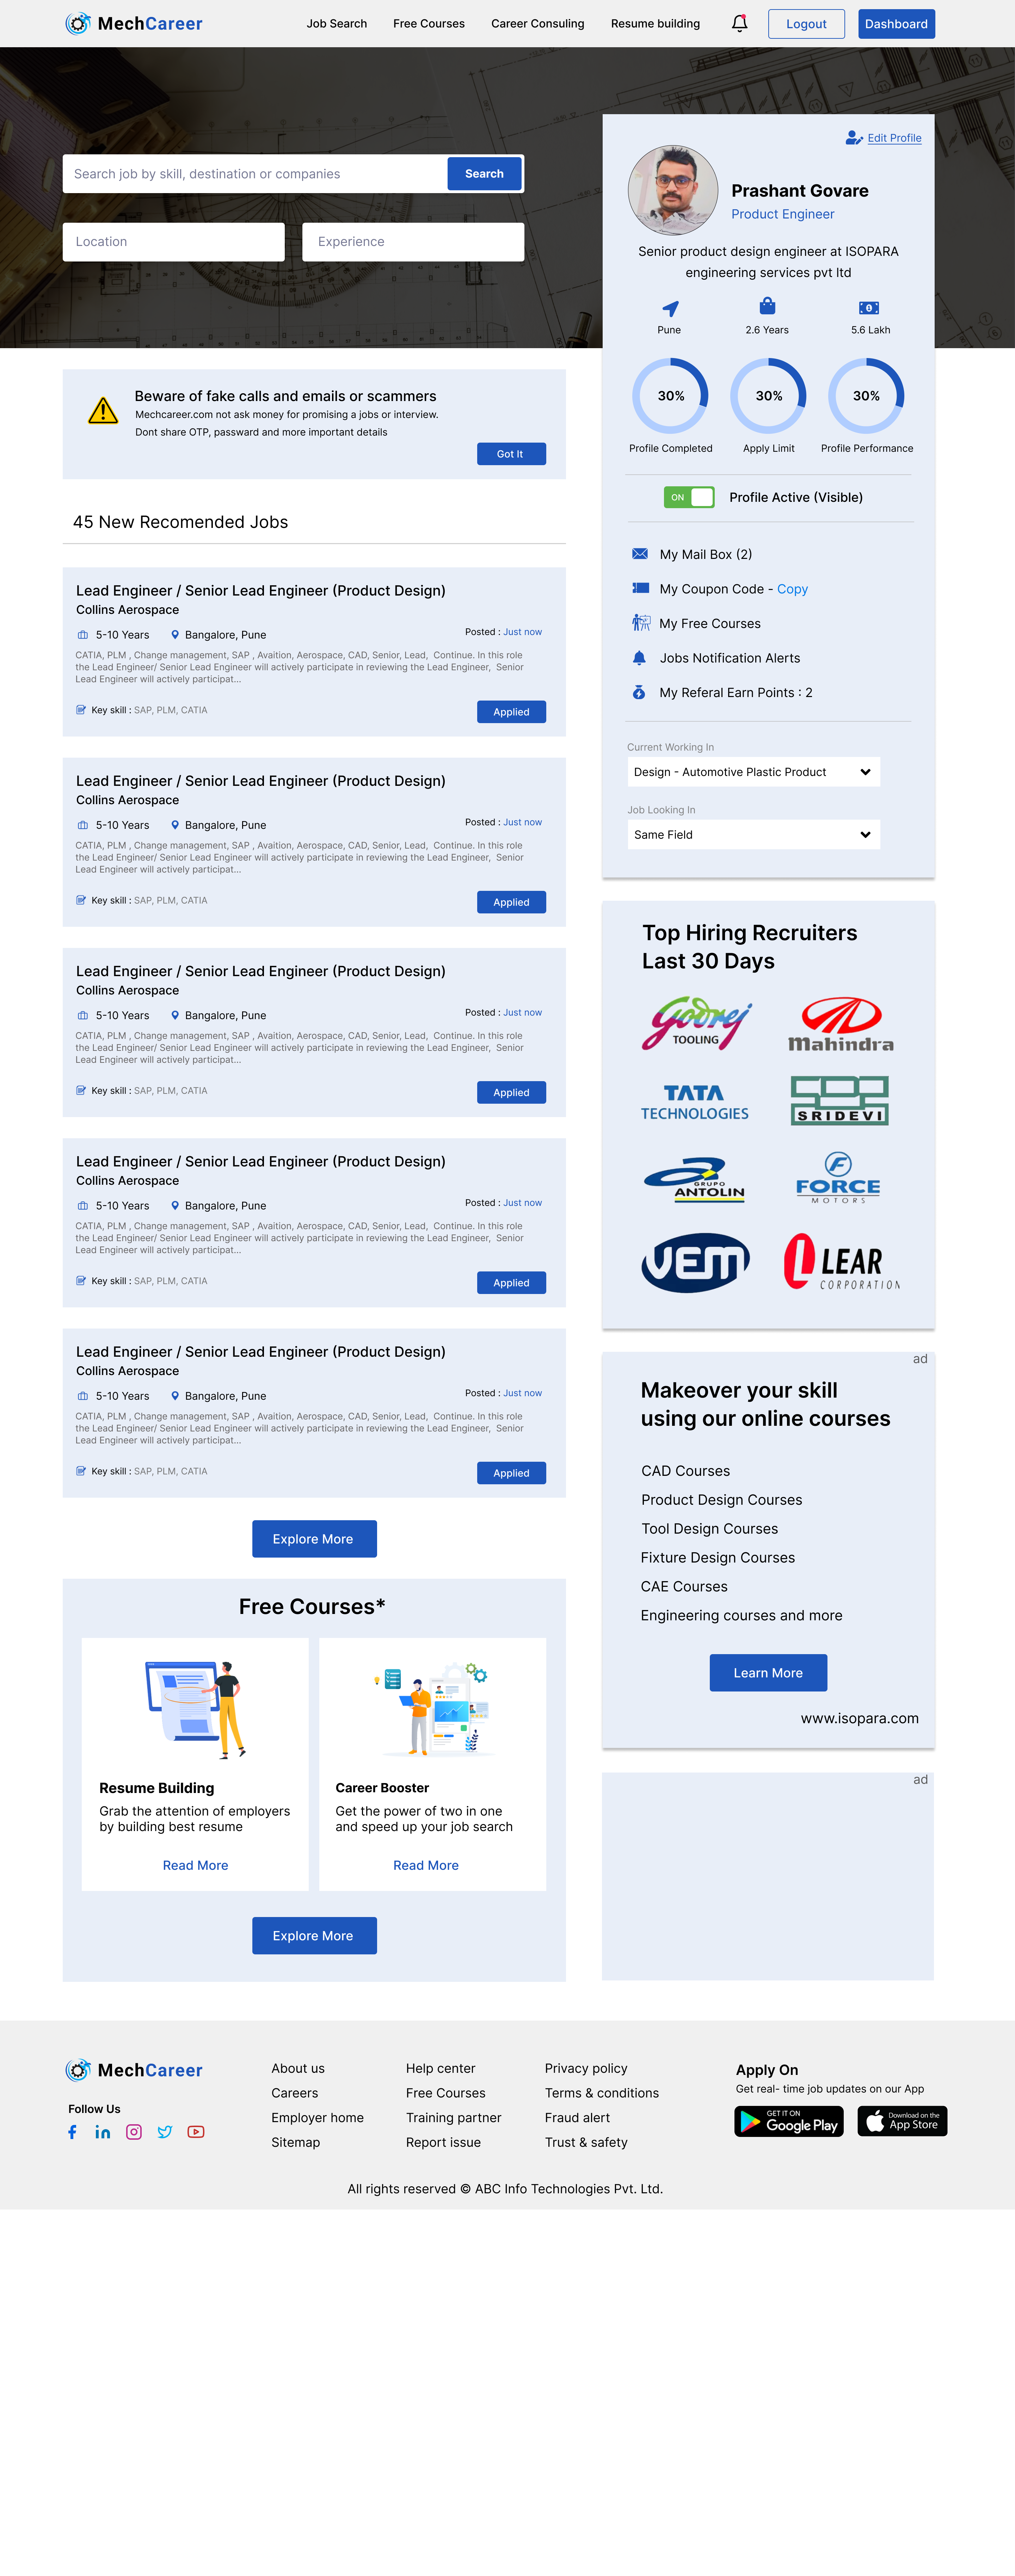 MechCareer
Job Search
Free Courses
Career Consuling
Resume building
Logout
Dashboard
Search job by skill, destination or companies
Search
Location
Experience
Edit Profile
Prashant Govare
Product Engineer
Senior product design engineer at ISOPARA
engineering services pvt ltd
Pune
2.6 Years
5.6 Lakh
30%
30%
30%
Profile Completed
Apply Limit
Profile Performance
ON
Profile Active (Visible)
My Mail Box (2)
My Coupon Code - Copy
My Free Courses
Jobs Notification Alerts
My Referal Earn Points : 2
Current Working In
Design - Automotive Plastic Product
Job Looking In
Same Field
Beware of fake calls and emails or scammers
Mechcareer.com not ask money for promising a jobs or interview.
Dont share OTP, passward and more important details
Got It
45 New Recomended Jobs
Lead Engineer / Senior Lead Engineer (Product Design)
Collins Aerospace
5-10 Years
Bangalore, Pune
Posted : Just now
CATIA, PLM , Change management, SAP , Avaition, Aerospace, CAD, Senior, Lead, Continue. In this role
the Lead Engineer/ Senior Lead Engineer will actively participate in reviewing the Lead Engineer, Senior
Lead Engineer will actively participat...
Key skill : SAP, PLM, CATIA
Applied
Lead Engineer / Senior Lead Engineer (Product Design)
Collins Aerospace
5-10 Years
Bangalore, Pune
Posted : Just now
CATIA, PLM , Change management, SAP , Avaition, Aerospace, CAD, Senior, Lead, Continue. In this role
the Lead Engineer/ Senior Lead Engineer will actively participate in reviewing the Lead Engineer, Senior
Lead Engineer will actively participat...
Key skill : SAP, PLM, CATIA
Applied
Lead Engineer / Senior Lead Engineer (Product Design)
Collins Aerospace
5-10 Years
Bangalore, Pune
Posted : Just now
CATIA, PLM , Change management, SAP , Avaition, Aerospace, CAD, Senior, Lead, Continue. In this role
the Lead Engineer/ Senior Lead Engineer will actively participate in reviewing the Lead Engineer, Senior
Lead Engineer will actively participat...
Key skill : SAP, PLM, CATIA
Applied
Lead Engineer / Senior Lead Engineer (Product Design)
Collins Aerospace
5-10 Years
Bangalore, Pune
Posted : Just now
CATIA, PLM , Change management, SAP , Avaition, Aerospace, CAD, Senior, Lead, Continue. In this role
the Lead Engineer/ Senior Lead Engineer will actively participate in reviewing the Lead Engineer, Senior
Lead Engineer will actively participat...
Key skill : SAP, PLM, CATIA
Applied
Lead Engineer / Senior Lead Engineer (Product Design)
Collins Aerospace
5-10 Years
Bangalore, Pune
Posted : Just now
CATIA, PLM , Change management, SAP , Avaition, Aerospace, CAD, Senior, Lead, Continue. In this role
the Lead Engineer/ Senior Lead Engineer will actively participate in reviewing the Lead Engineer, Senior
Lead Engineer will actively participat...
Key skill : SAP, PLM, CATIA
Applied
Explore More
Top Hiring Recruiters
Last 30 Days
Godrej
TOOLING
Mahindra
TATA
TECHNOLOGIES
SRIDEVI
GRUPO
ANTOLIN
F
FORCE
MOTORS
VEM
LEAR
CORPORATION
ad
Makeover your skill
using our online courses
CAD Courses
Product Design Courses
Tool Design Courses
Fixture Design Courses
CAE Courses
Engineering courses and more
Learn More
www.isopara.com
ad
Free Courses*
Resume Building
Grab the attention of employers
by building best resume
Read More
Career Booster
Get the power of two in one
and speed up your job search
Read More
Explore More
MechCareer
Follow Us
About us
Careers
Employer home
Sitemap
Help center
Free Courses
Training partner
Report issue
Privacy policy
Terms & conditions
Fraud alert
Trust & safety
Apply On
Get real- time job updates on our App
GET IT ON
Google Play
Download on the
App Store
All rights reserved © ABC Info Technologies Pvt. Ltd.